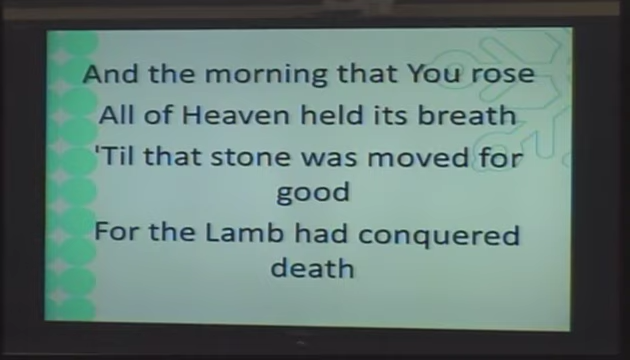 And the morning that You rose
All of Heaven held its breath
'Til that stone was moved for
good
For the Lamb had conquered
death